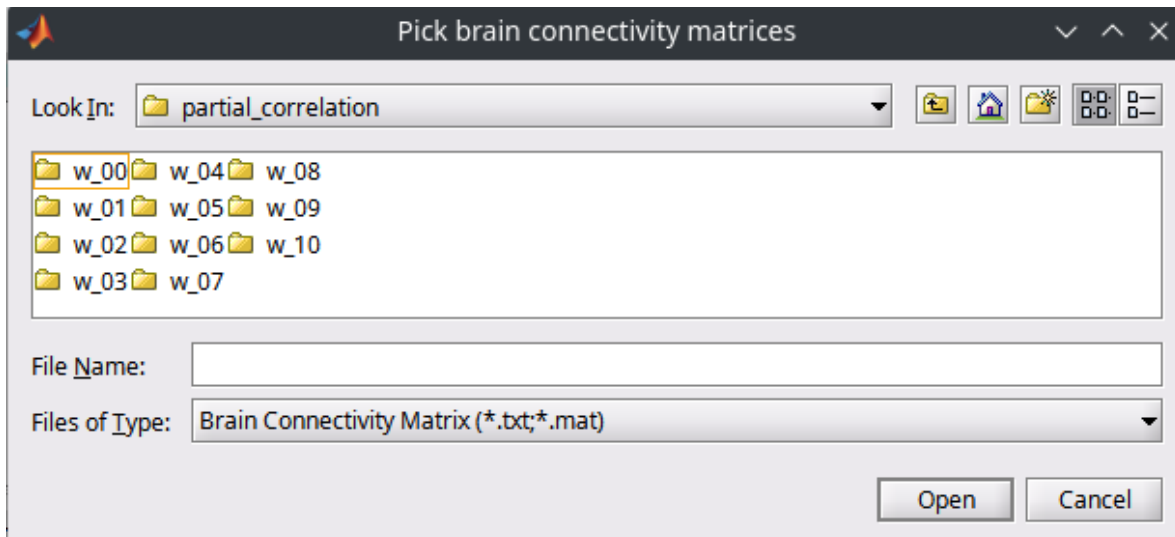 Pick brain connectivity matrices
Look In: partial_correlation
w_00 w_04 w_08
w_01 w_05 w_09
w_02 w_06 w_10
w_03 w_07
File Name:
Files of Type: Brain Connectivity Matrix (*.txt;*.mat)
Open Cancel